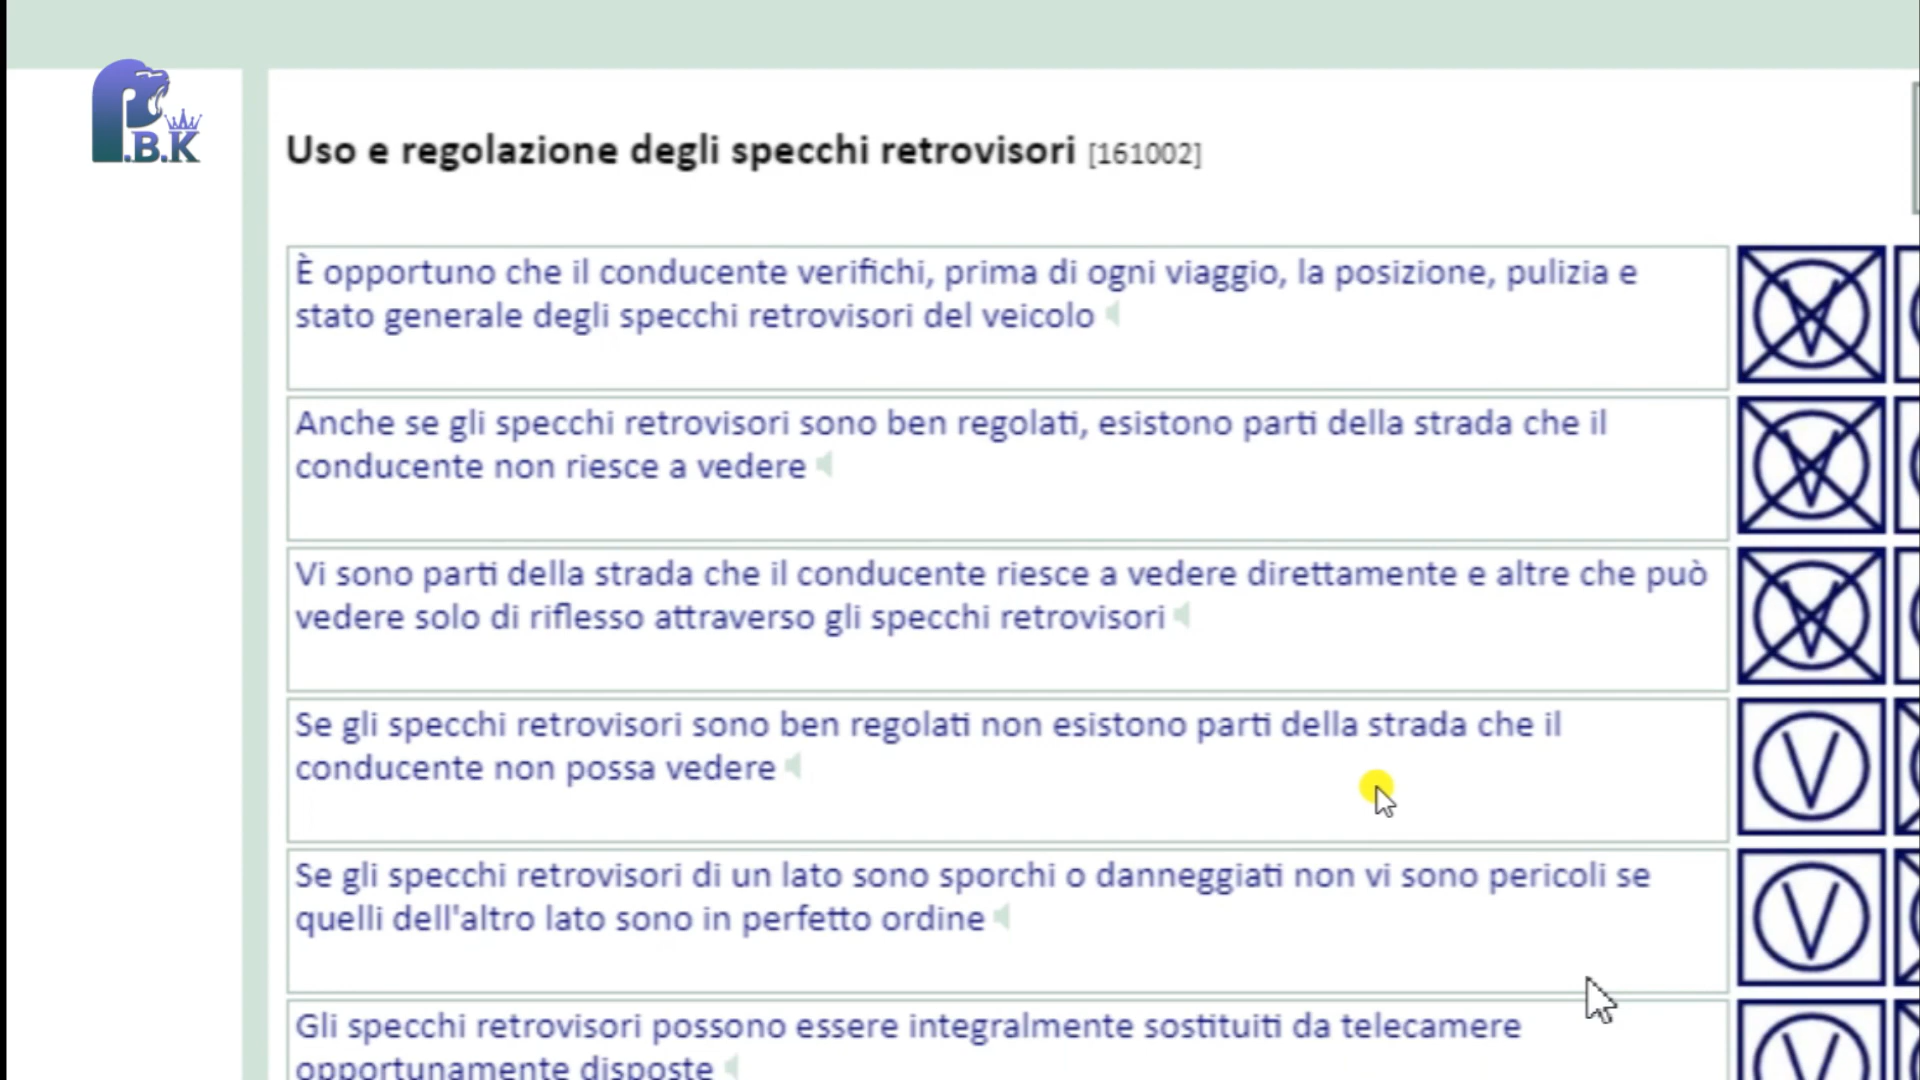 P.B.K
Uso e regolazione degli specchi retrovisori [161002]
È opportuno che il conducente verifichi, prima di ogni viaggio, la posizione, pulizia e
stato generale degli specchi retrovisori del veicolo
V
Anche se gli specchi retrovisori sono ben regolati, esistono parti della strada che il
conducente non riesce a vedere
V
Vi sono parti della strada che il conducente riesce a vedere direttamente e altre che può
vedere solo di riflesso attraverso gli specchi retrovisori
V
Se gli specchi retrovisori sono ben regolati non esistono parti della strada che il
conducente non possa vedere
V
Se gli specchi retrovisori di un lato sono sporchi o danneggiati non vi sono pericoli se
quelli dell'altro lato sono in perfetto ordine
V
Gli specchi retrovisori possono essere integralmente sostituiti da telecamere
opportunamente disposte
V